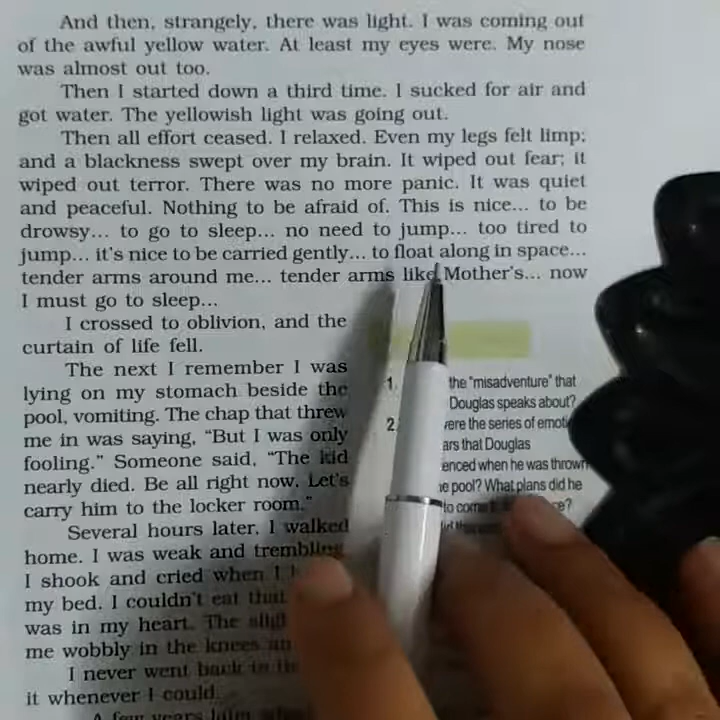 And then, strangely, there was light. I was coming out
of the awful yellow water. At least my eyes were. My nose
was almost out too.
Then I started down a third time. I sucked for air and
got water. The yellowish light was going out.
Then all effort ceased. I relaxed. Even my legs felt limp;
and a blackness swept over my brain. It wiped out fear; it
wiped out terror. There was no more panic. It was quiet
and peaceful. Nothing to be afraid of. This is nice... to be
drowsy... to go to sleep... no need to jump... too tired to
jump... it's nice to be carried gently... to float along in space...
tender arms around me... tender arms like Mother's... now
I must go to sleep...
I crossed to oblivion, and the
curtain of life fell.
The next I remember I was
lying on my stomach beside the
pool, vomiting. The chap that threw
me in was saying, “But I was only
fooling.” Someone said, “The kid
nearly died. Be all right now. Let's
carry him to the locker room.”
Several hours later, I walked
home. I was weak and trembling.
I shook and cried when I
my bed. I couldn't eat that
was in my heart. The
me wobbly in the knees
I never went back to
it whenever I could.
A few years later,
1. the “misadventure” that
Douglas speaks about?
2. were the series of
that Douglas
when he was thrown
pool? What plans did he
to come